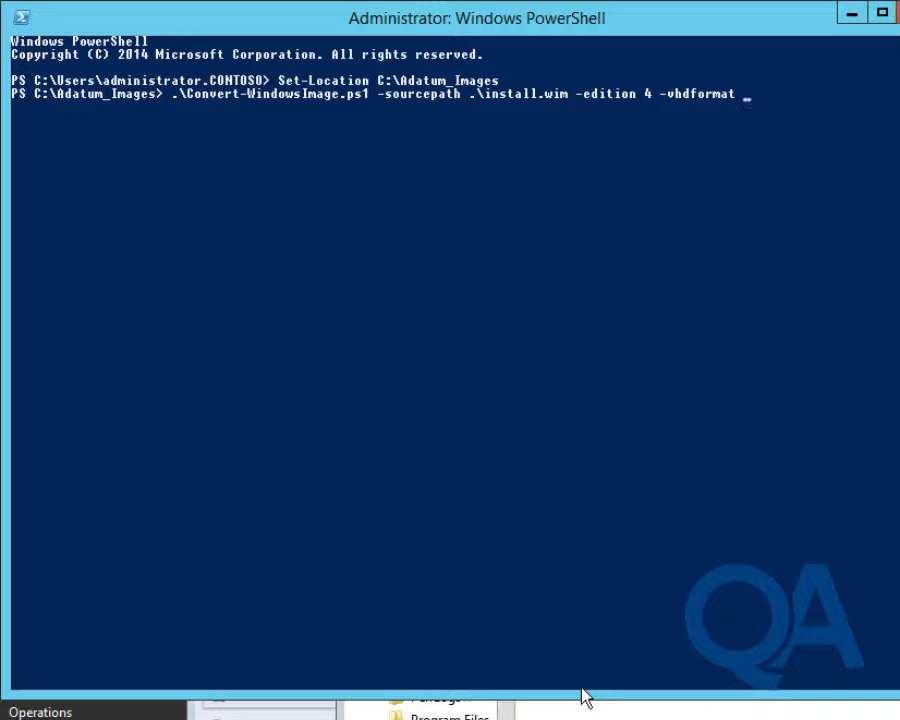 Administrator: Windows PowerShell
Windows PowerShell
Copyright (C) 2014 Microsoft Corporation. All rights reserved.
PS C:\Users\administrator.CONTOSO> Set-Location C:\Adatum_Images
PS C:\Adatum_Images> .\Convert-WindowsImage.ps1 -sourcepath .\install.wim -edition 4 -vhdformat _
QA
Operations
Program Files